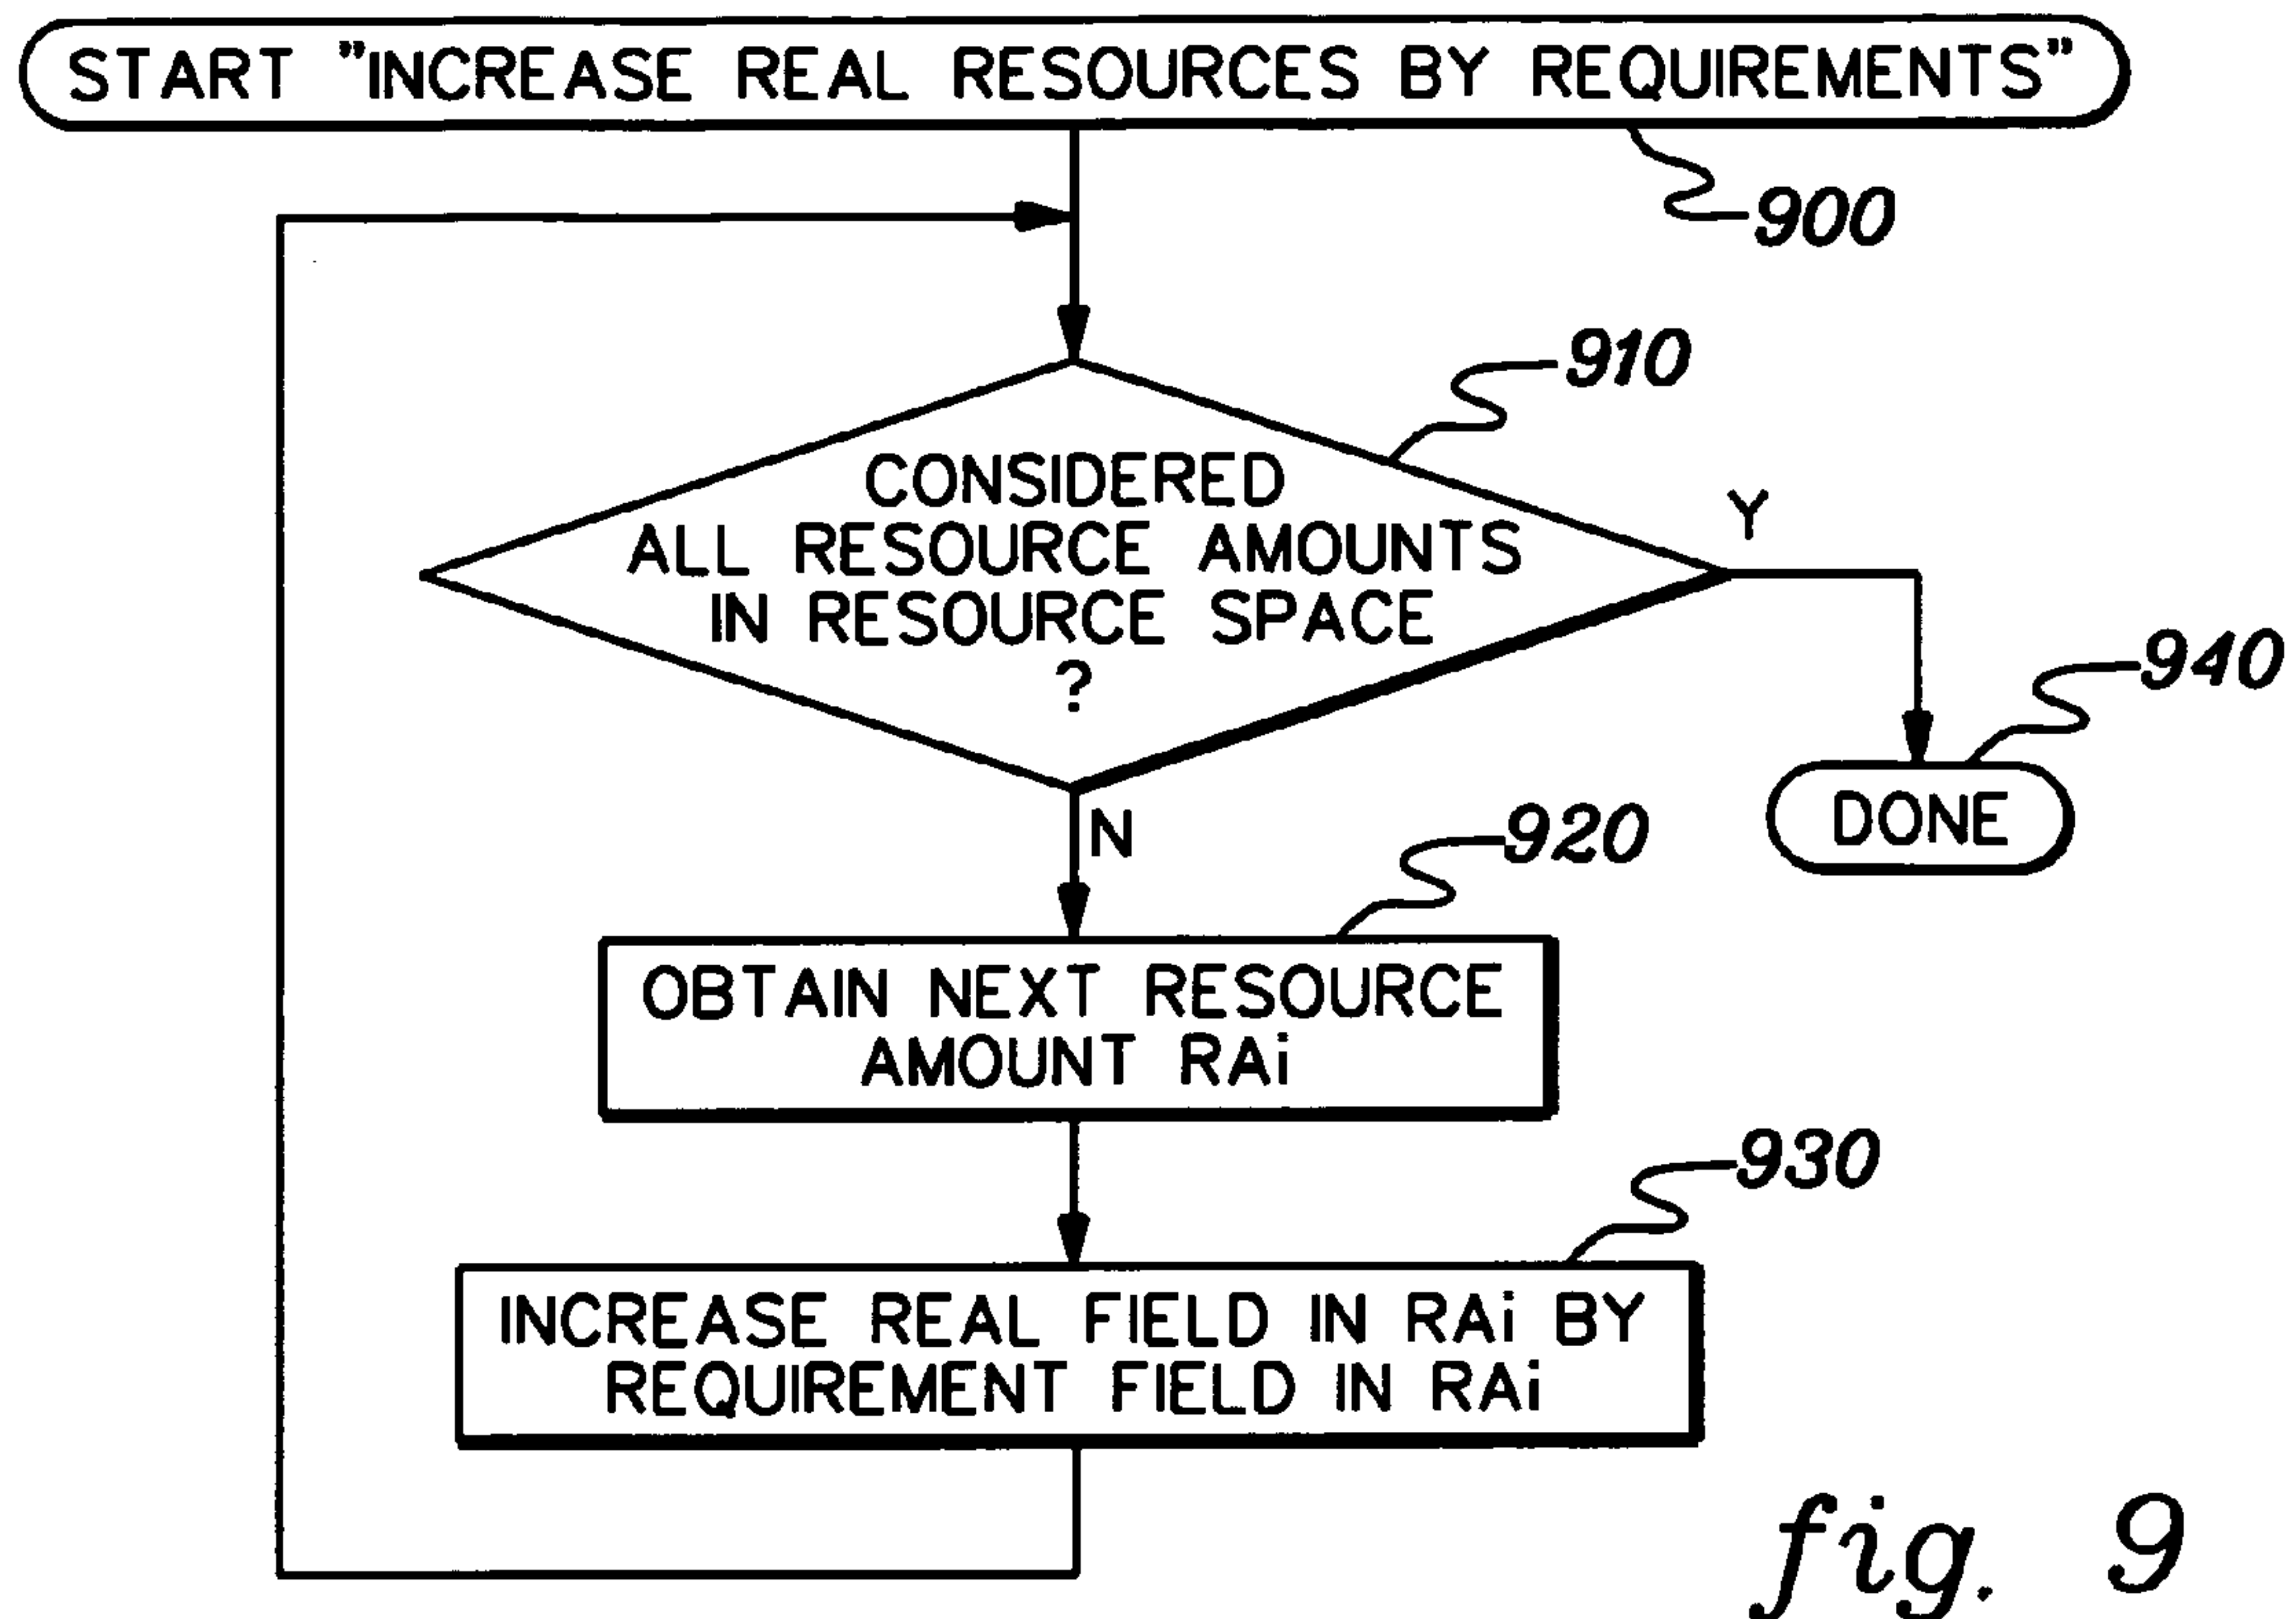 START "INCREASE REAL RESOURCES BY REQUIREMENTS"
900
910
CONSIDERED
ALL RESOURCE AMOUNTS
IN RESOURCE SPACE
?
Y
940
DONE
N
920
OBTAIN NEXT RESOURCE
AMOUNT RAi
930
INCREASE REAL FIELD IN RAi BY
REQUIREMENT FIELD IN RAi
fig. 9